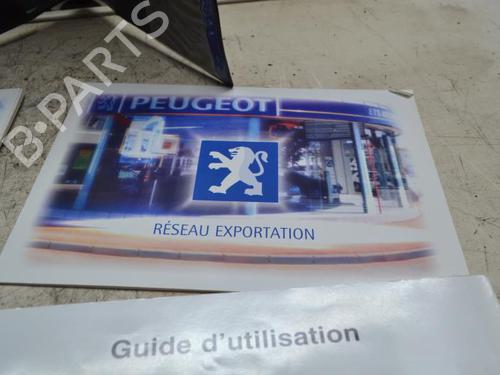 B-PARTS
PEUGEOT
RÉSEAU EXPORTATION
Guide d'utilisation